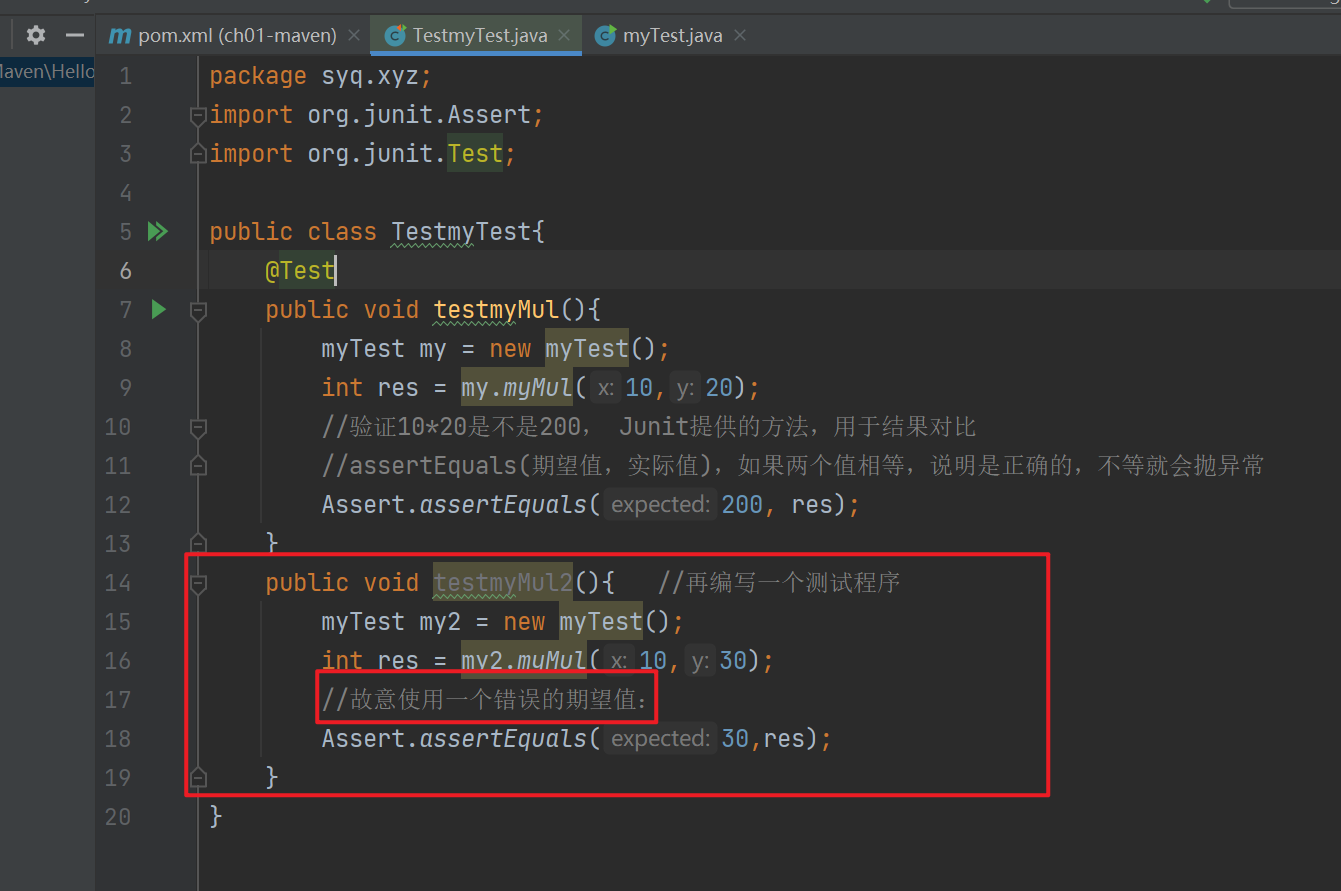 pom.xml (ch01-maven) TestmyTest.java myTest.java
Maven\Hello
1 package syq.xyz;
2 import org.junit.Assert;
3 import org.junit.Test;
4
5 public class TestmyTest{
6 @Test
7 public void testmyMul(){
8 myTest my = new myTest();
9 int res = my.myMul( x: 10, y: 20);
10 //验证10*20是不是200， Junit提供的方法，用于结果对比
11 //assertEquals(期望值，实际值)，如果两个值相等，说明是正确的，不等就会抛异常
12 Assert.assertEquals( expected: 200, res);
13 }
14 public void testmyMul2(){ //再编写一个测试程序
15 myTest my2 = new myTest();
16 int res = my2.myMul( x: 10, y: 30);
17 //故意使用一个错误的期望值：
18 Assert.assertEquals( expected: 30,res);
19 }
20 }